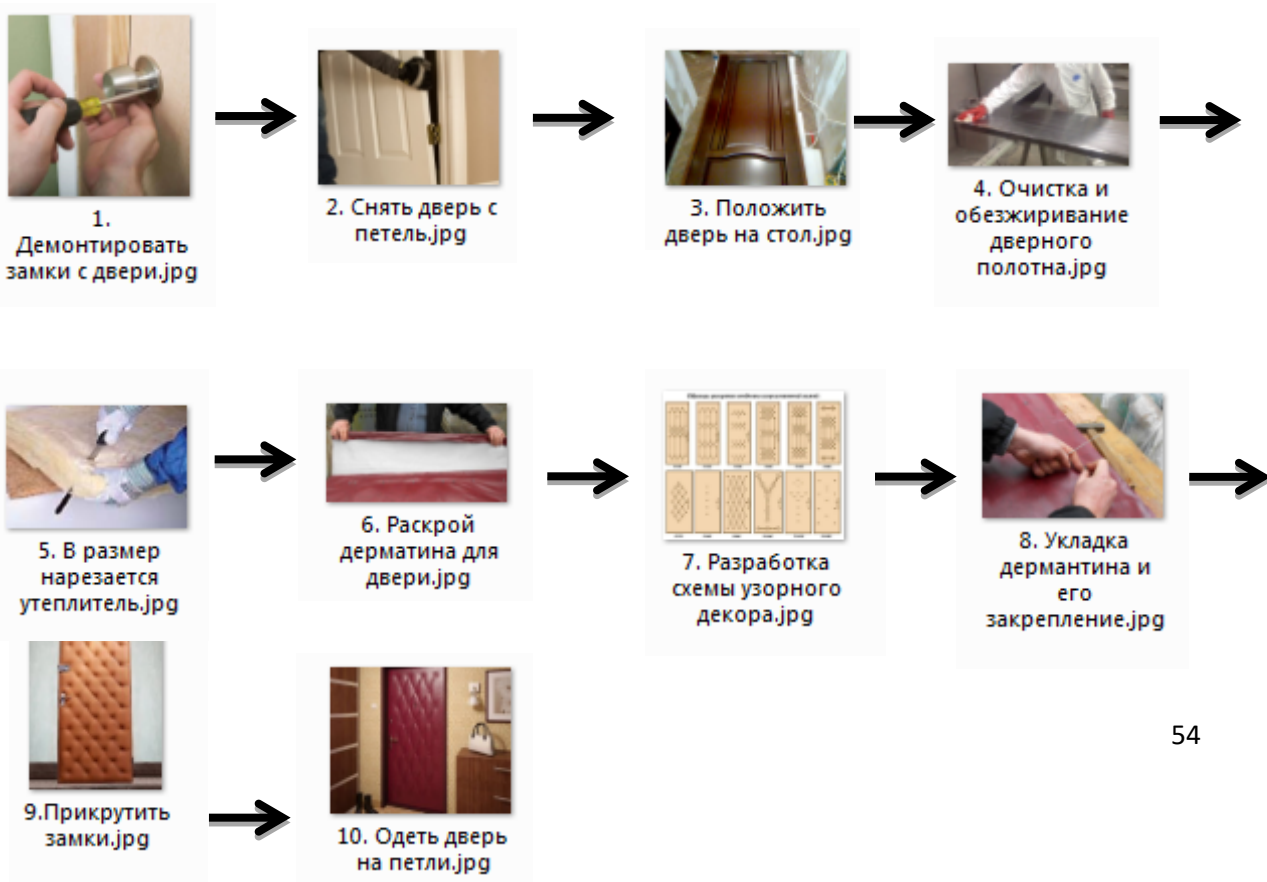 1.
Демонтировать
замки с двери.jpg
2. Снять дверь с
петель.jpg
3. Положить
дверь на стол.jpg
4. Очистка и
обезжиривание
дверного
полотна.jpg
5. В размер
нарезается
утеплитель.jpg
6. Раскрой
дерматина для
двери.jpg
7. Разработка
схемы узорного
декора.jpg
8. Укладка
дермантина и
его
закрепление.jpg
9.Прикрутить
замки.jpg
10. Одеть дверь
на петли.jpg
54